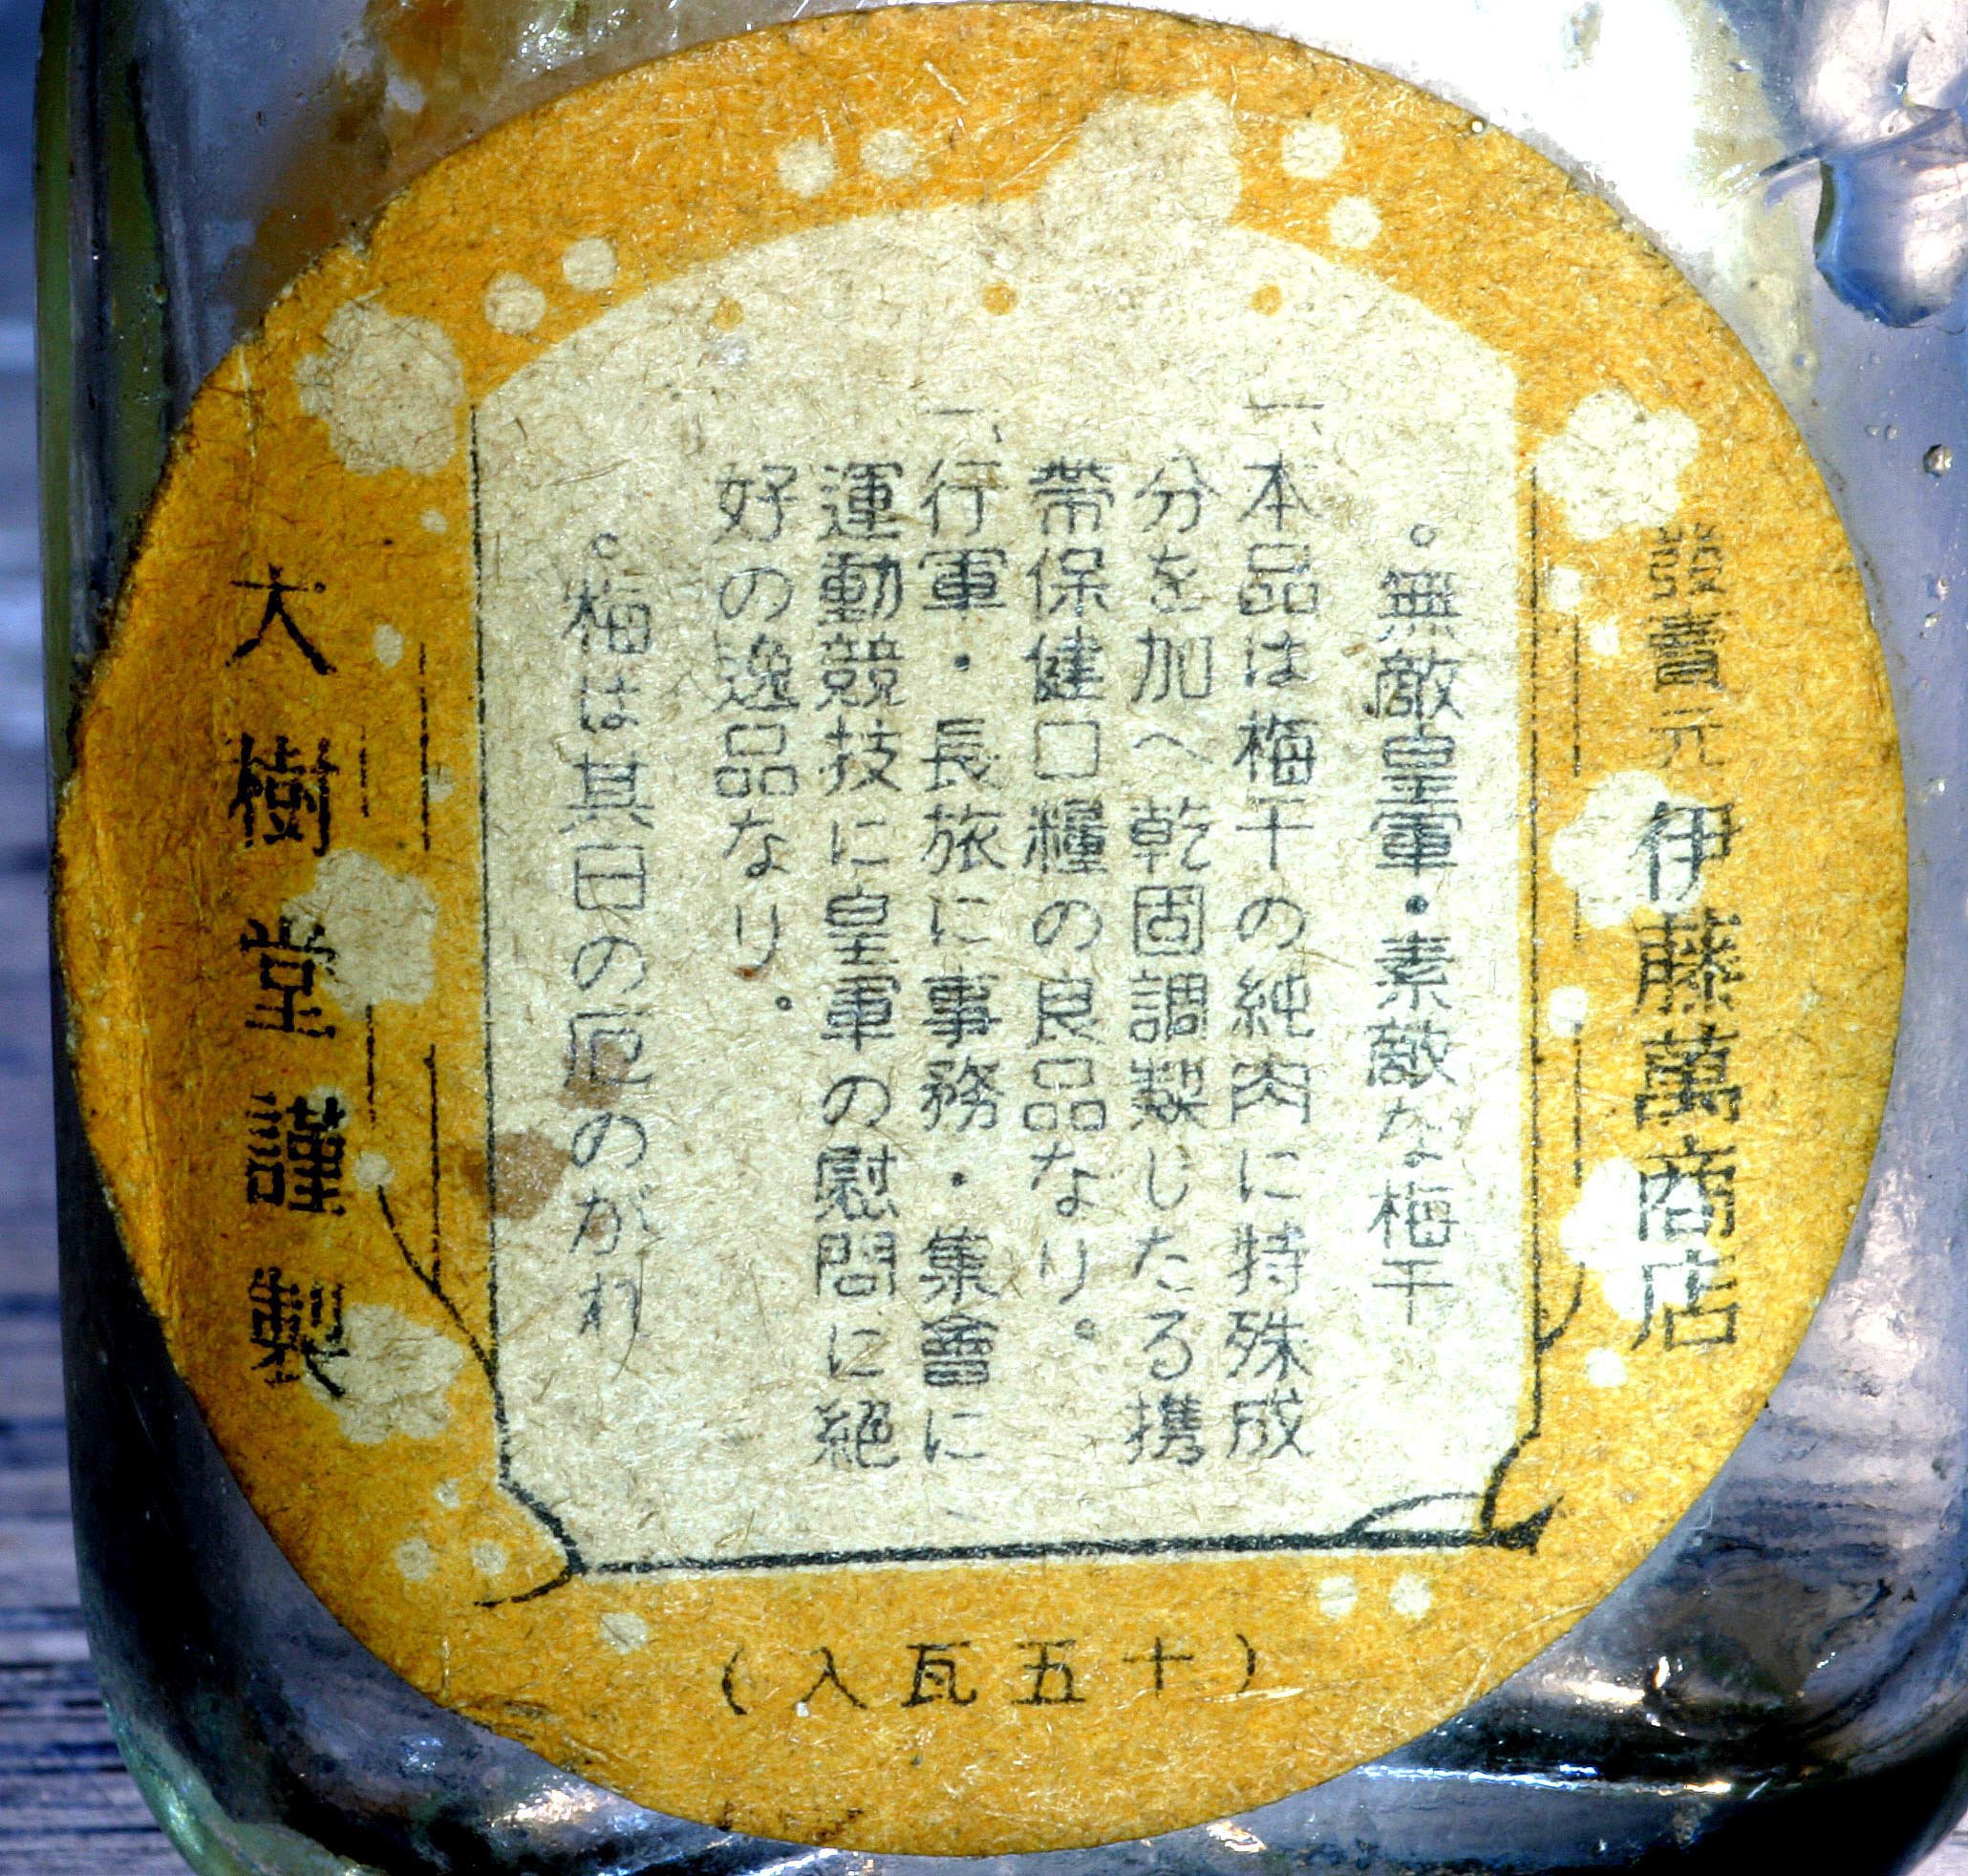 發賣元 伊藤萬商店
。無敵皇軍・素敵な梅干
一、本品は梅干の純肉に特殊成
分を加へ乾固調製したる携
帶保健口糧の良品なり。
一、行軍・長旅に事務・集會に
運動競技に皇軍の慰問に絕
好の逸品なり。
。梅は其日の厄のがれ
大樹堂謹製
(入瓦五十)